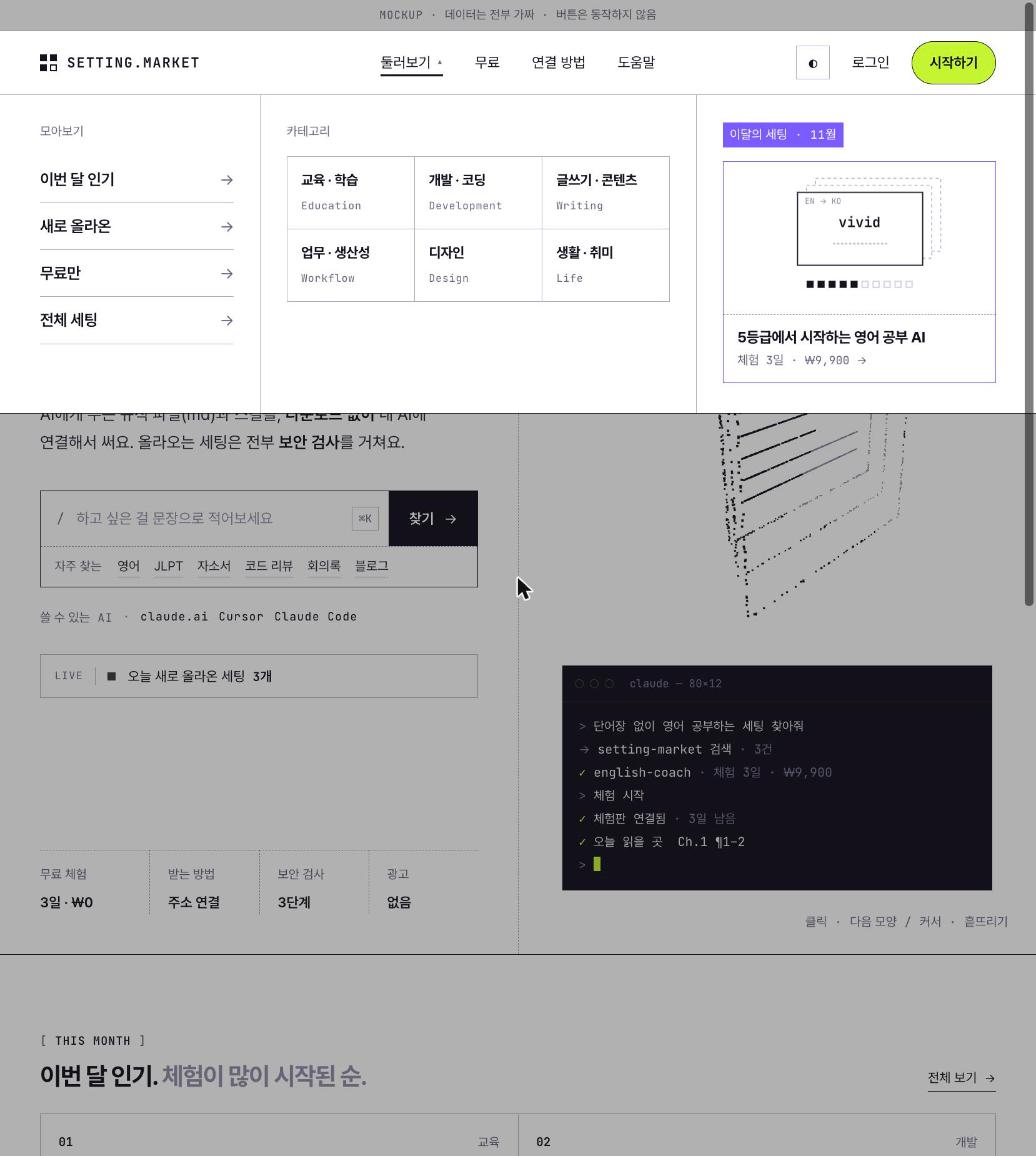 MOCKUP · 데이터는 전부 가짜 · 버튼은 동작하지 않음
SETTING.MARKET
둘러보기
무료
연결 방법
도움말
로그인
시작하기
모아보기
이번 달 인기 →
새로 올라온 →
무료만 →
전체 세팅 →
카테고리
교육 · 학습
Education
개발 · 코딩
Development
글쓰기 · 콘텐츠
Writing
업무 · 생산성
Workflow
디자인
Design
생활 · 취미
Life
이달의 세팅 · 11월
EN → KO
vivid
5등급에서 시작하는 영어 공부 AI
체험 3일 · ₩9,900 →
연결해서 써요. 올라오는 세팅은 전부 보안 검사를 거쳐요.
/ 하고 싶은 걸 문장으로 적어보세요 ⌘K 찾기 →
자주 찾는 영어 JLPT 자소서 코드 리뷰 회의록 블로그
쓸 수 있는 AI · claude.ai Cursor Claude Code
LIVE 오늘 새로 올라온 세팅 3개
무료 체험
3일 · ₩0
받는 방법
주소 연결
보안 검사
3단계
광고
없음
claude — 80×12
> 단어장 없이 영어 공부하는 세팅 찾아줘
→ setting-market 검색 · 3건
✓ english-coach · 체험 3일 · ₩9,900
> 체험 시작
✓ 체험판 연결됨 · 3일 남음
✓ 오늘 읽을 곳 Ch.1 ¶1–2
>
클릭 · 다음 모양 / 커서 · 흩뜨리기
[ THIS MONTH ]
이번 달 인기. 체험이 많이 시작된 순.
전체 보기 →
01 교육
02 개발